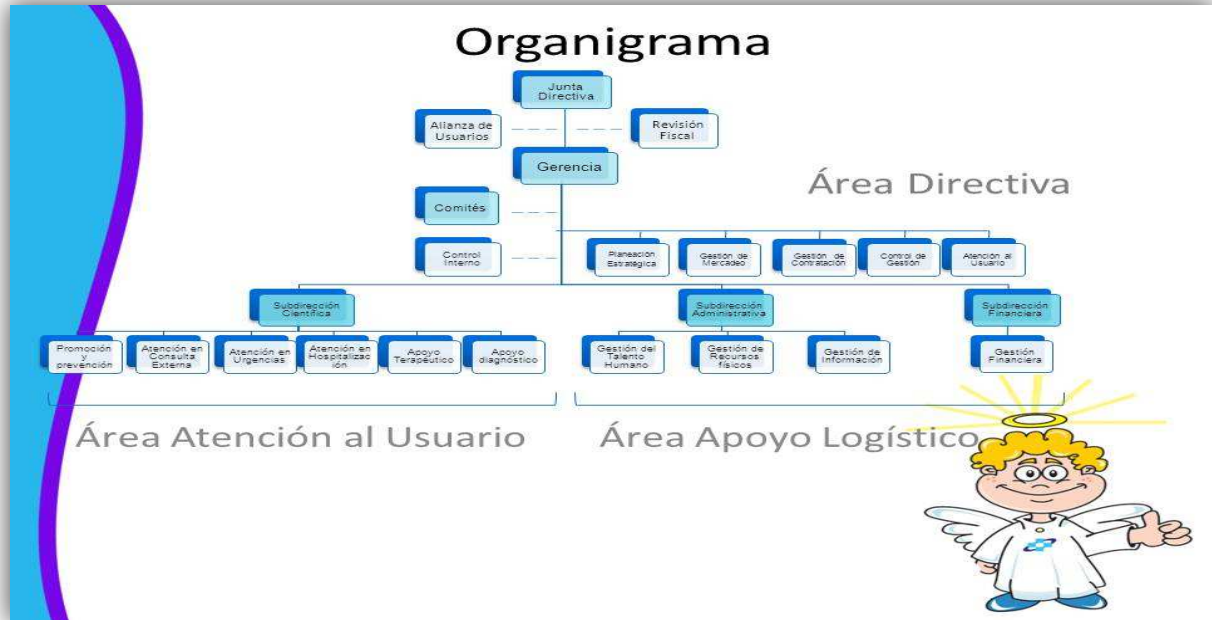 Organigrama
Junta
Directiva
Alianza de
Usuarios
Revisión
Fiscal
Gerencia
Área Directiva
Comités
Control
Interno
Planeación
Estratégica
Gestión de
Mercadeo
Gestión de
Contratación
Control de
Gestión
Atención al
Usuario
Subdirección
Científica
Subdirección
Administrativa
Subdirección
Financiera
Promoción
y
prevención
Atención en
Consulta
Externa
Atención en
Urgencias
Atención en
Hospitalizac
ión
Apoyo
Terapéutico
Apoyo
diagnóstico
Gestión del
Talento
Humano
Gestión de
Recursos
físicos
Gestión de
Información
Gestión
Financiera
Área Atención al Usuario
Área Apoyo Logístico